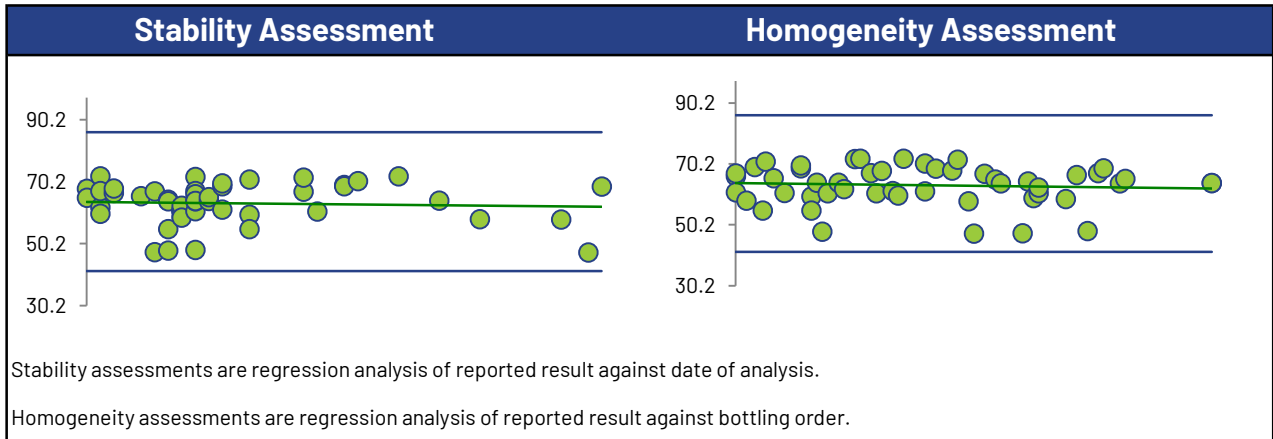 Stability Assessment
Homogeneity Assessment
90.2
70.2
50.2
30.2
90.2
70.2
50.2
30.2
Stability assessments are regression analysis of reported result against date of analysis.
Homogeneity assessments are regression analysis of reported result against bottling order.